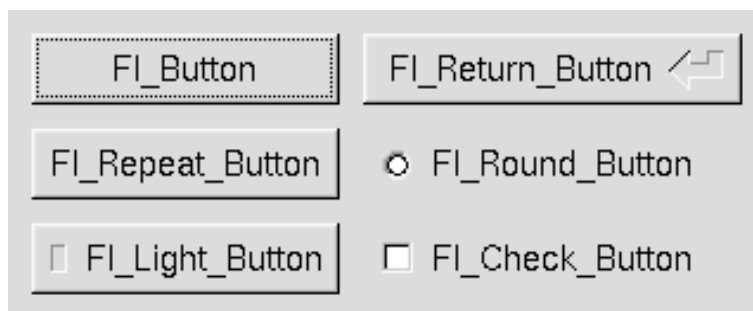 Fl_Button
Fl_Return_Button
Fl_Repeat_Button
Fl_Round_Button
Fl_Light_Button
Fl_Check_Button